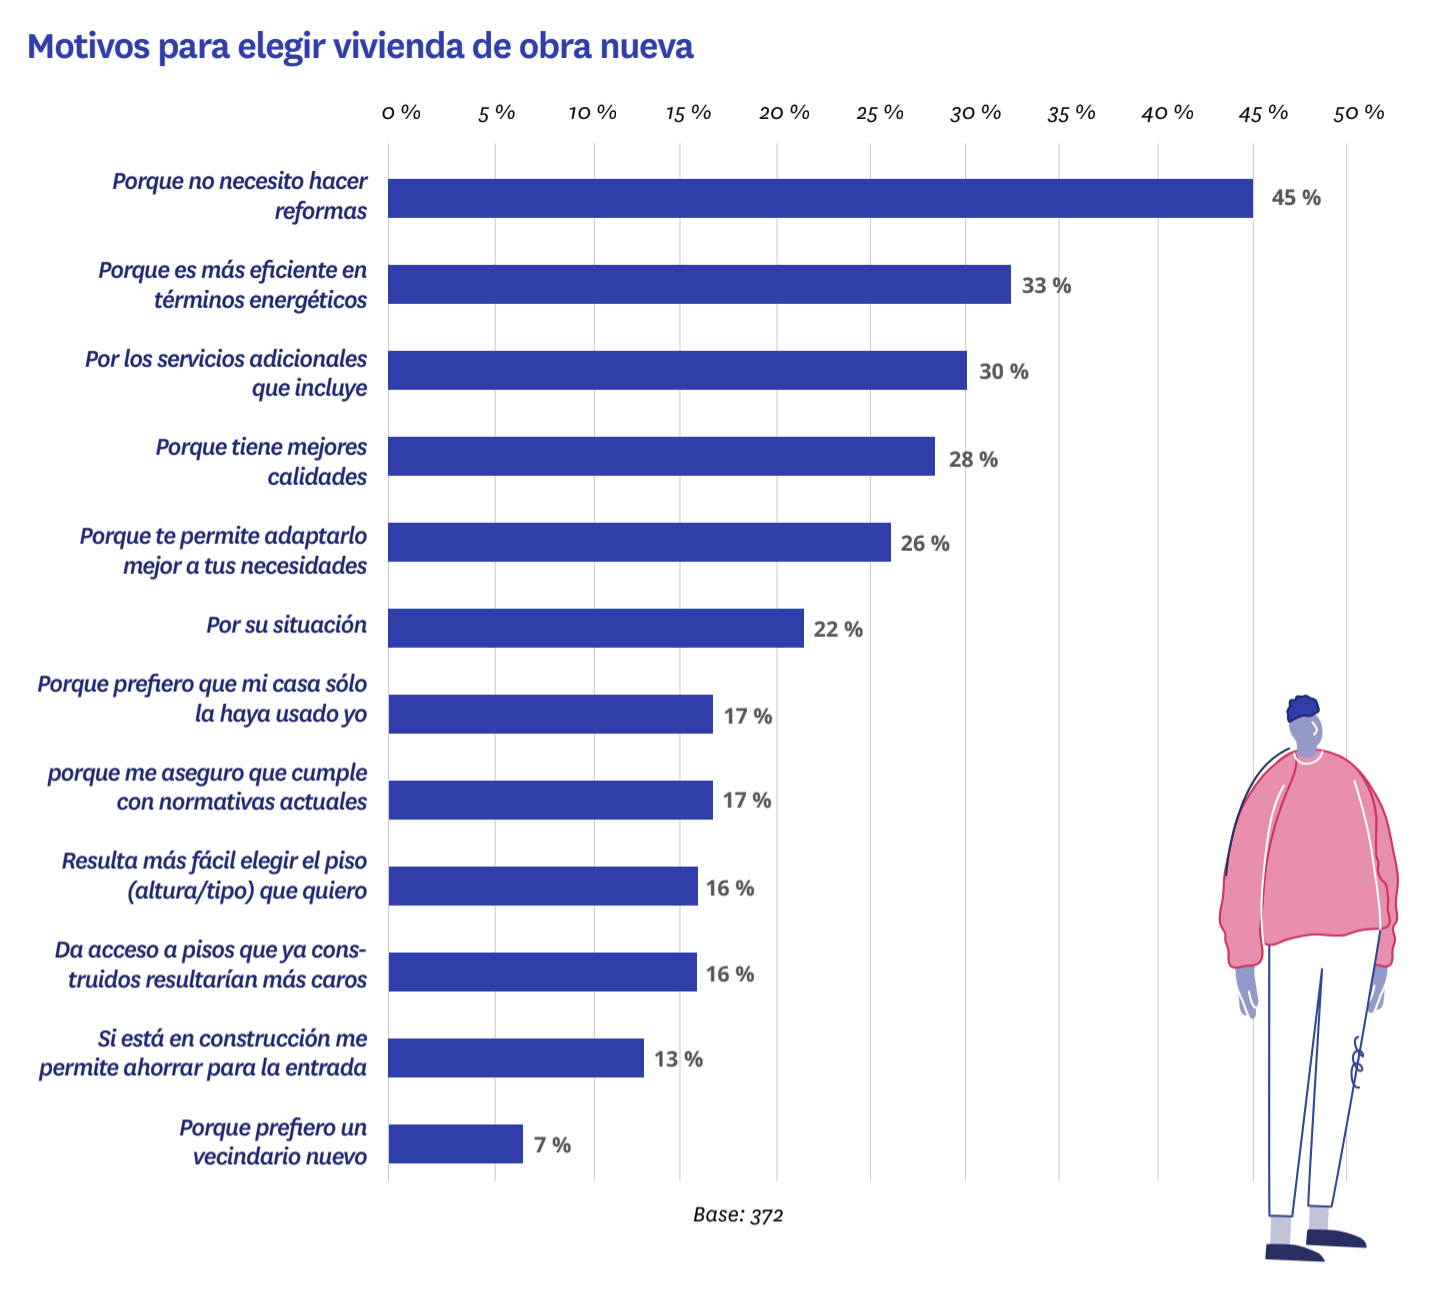 Motivos para elegir vivienda de obra nueva
0 % 5 % 10 % 15 % 20 % 25 % 30 % 35 % 40 % 45 % 50 %
Porque no necesito hacer
reformas
45 %
Porque es más eficiente en
términos energéticos
33 %
Por los servicios adicionales
que incluye
30 %
Porque tiene mejores
calidades
28 %
Porque te permite adaptarlo
mejor a tus necesidades
26 %
Por su situación
22 %
Porque prefiero que mi casa sólo
la haya usado yo
17 %
porque me aseguro que cumple
con normativas actuales
17 %
Resulta más fácil elegir el piso
(altura/tipo) que quiero
16 %
Da acceso a pisos que ya cons-
truidos resultarían más caros
16 %
Si está en construcción me
permite ahorrar para la entrada
13 %
Porque prefiero un
vecindario nuevo
7 %
Base: 372